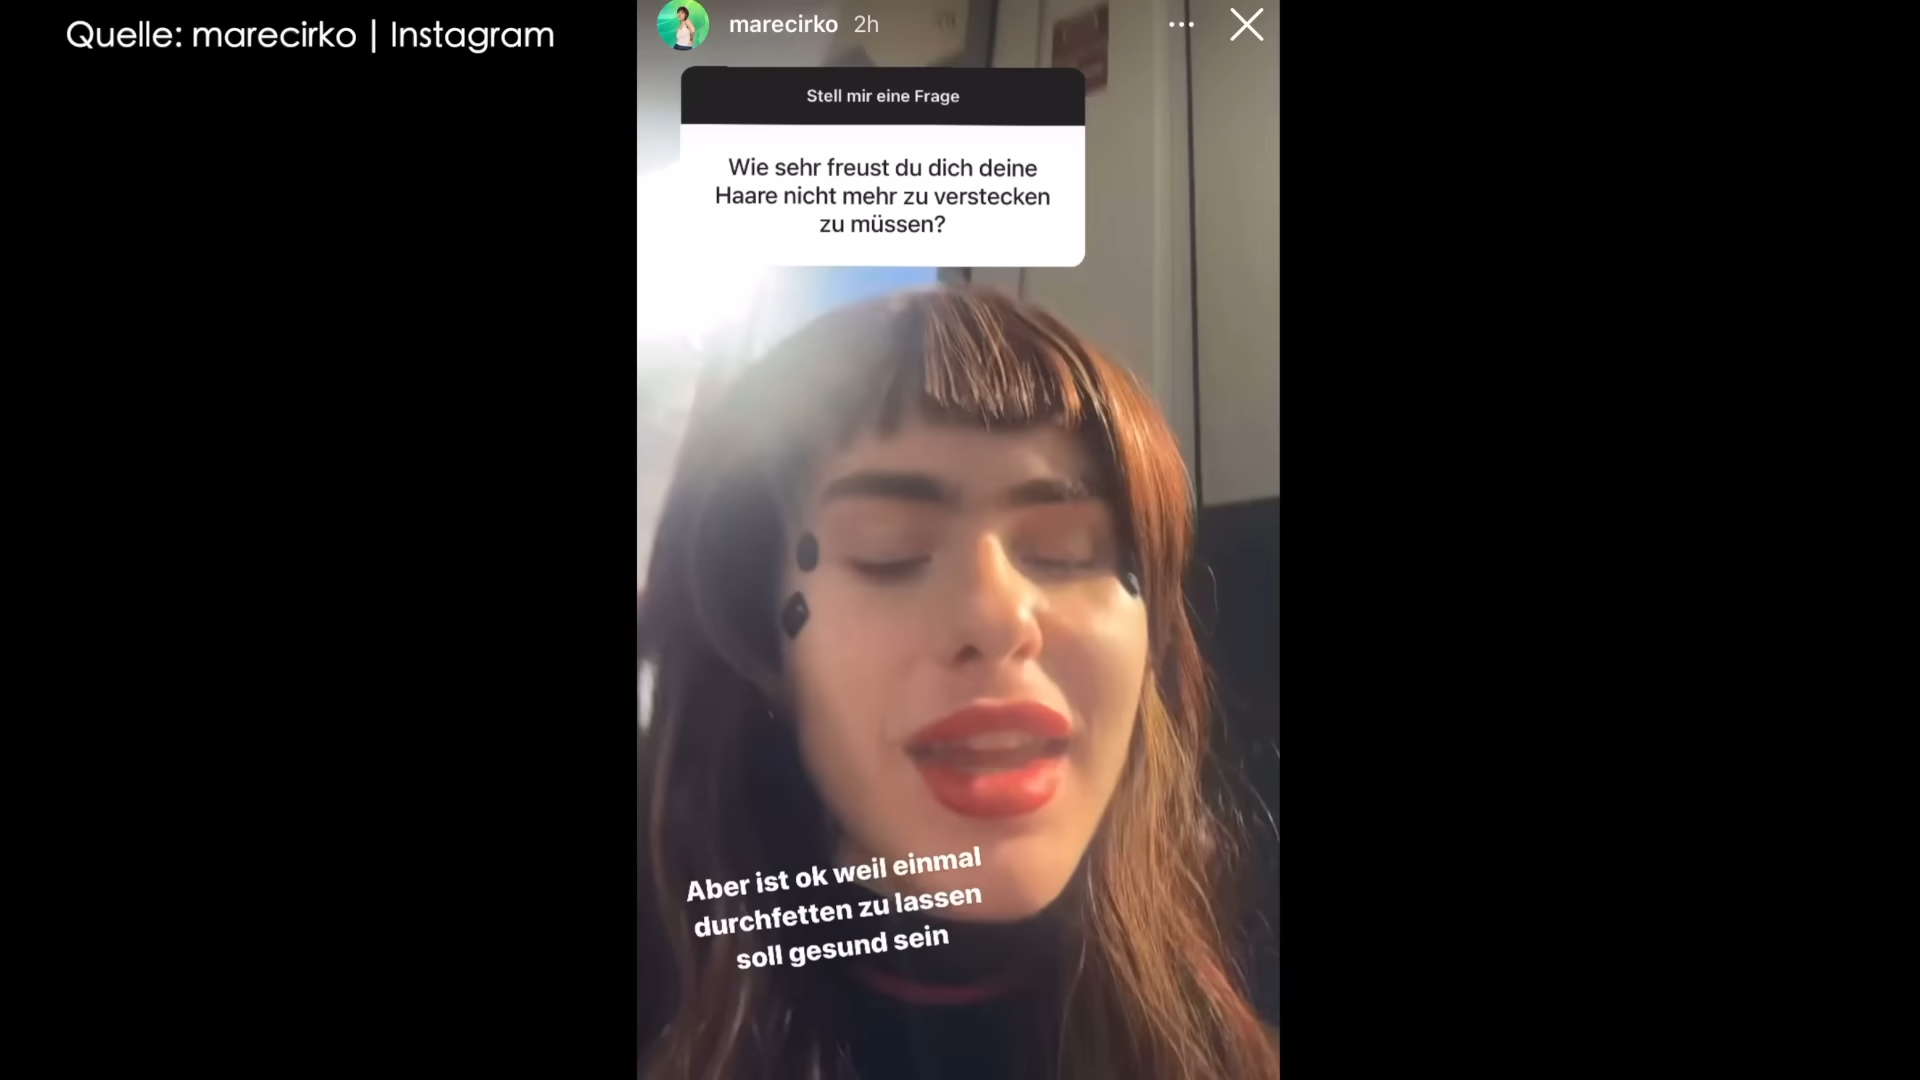 Quelle: marecirko | Instagram
marecirko 2h
Stell mir eine Frage
Wie sehr freust du dich deine
Haare nicht mehr zu verstecken
zu müssen?
Aber ist ok weil einmal
durchfetten zu lassen
soll gesund sein